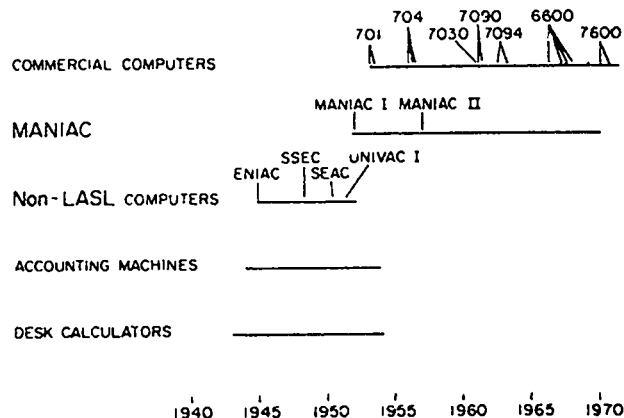 704 7090 6600
701 7030 7094 7600
COMMERCIAL COMPUTERS
MANIAC I MANIAC II
MANIAC
SSEC UNIVAC I
ENIAC SEAC
Non-LASL COMPUTERS
ACCOUNTING MACHINES
DESK CALCULATORS
1940 1945 1950 1955 1960 1965 1970